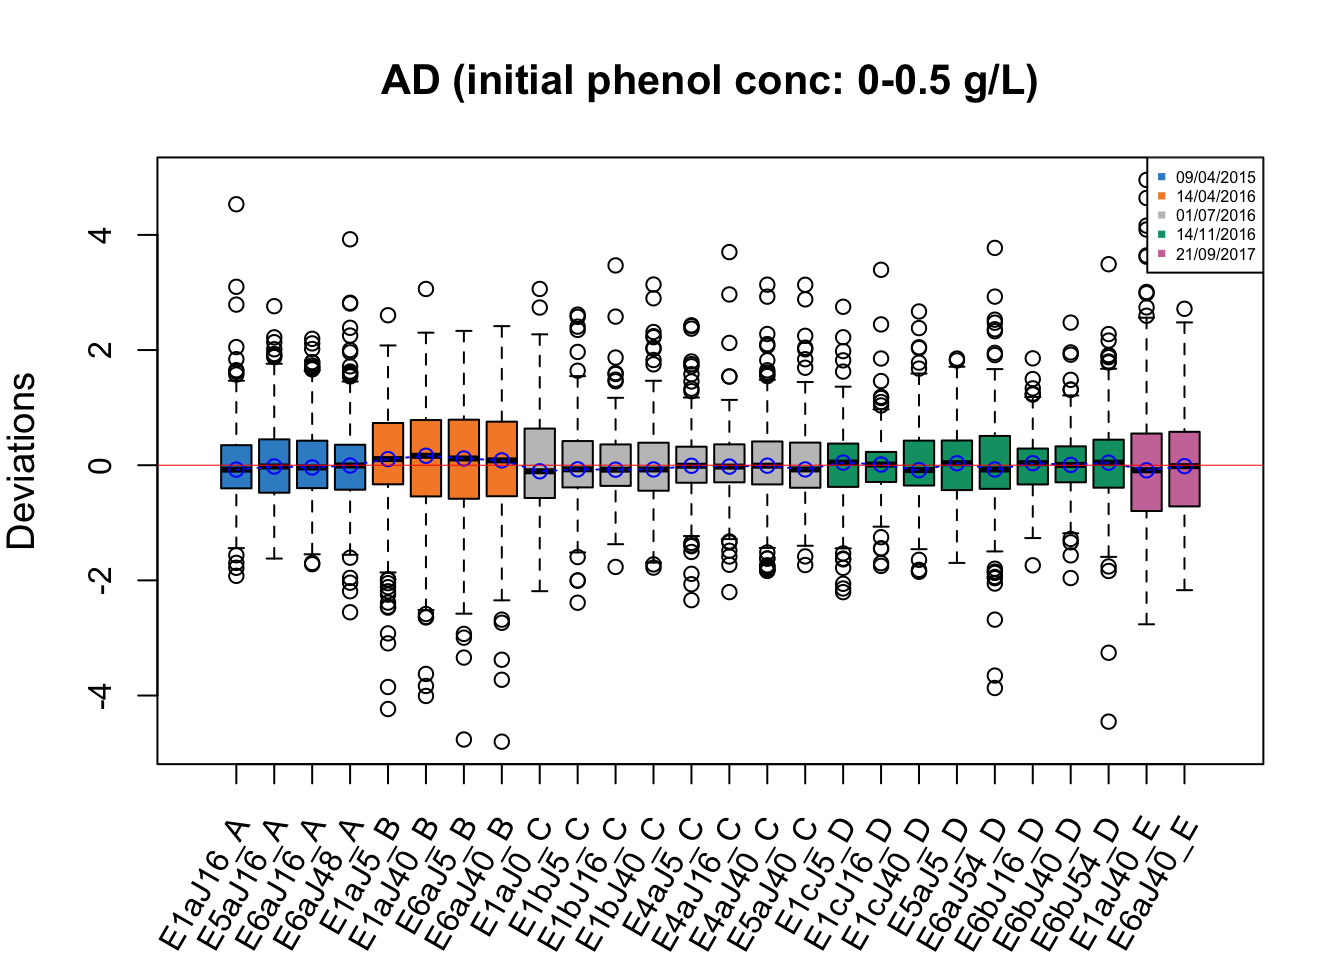 AD (initial phenol conc: 0-0.5 g/L)
09/04/2015
14/04/2016
01/07/2016
14/11/2016
21/09/2017
Deviations
4
2
0
-2
-4
E1aJ16_A
E5aJ16_A
E6aJ16_A
E6aJ48_A
E1aJ5_B
E1aJ40_B
E6aJ5_B
E6aJ40_B
E1aJ0_C
E1bJ5_C
E1bJ16_C
E1bJ40_C
E4aJ5_C
E4aJ16_C
E4aJ40_C
E5aJ40_C
E1cJ5_D
E1cJ16_D
E1cJ40_D
E5aJ5_D
E6aJ54_D
E6bJ16_D
E6bJ40_D
E6bJ54_D
E1aJ40_E
E6aJ40_E